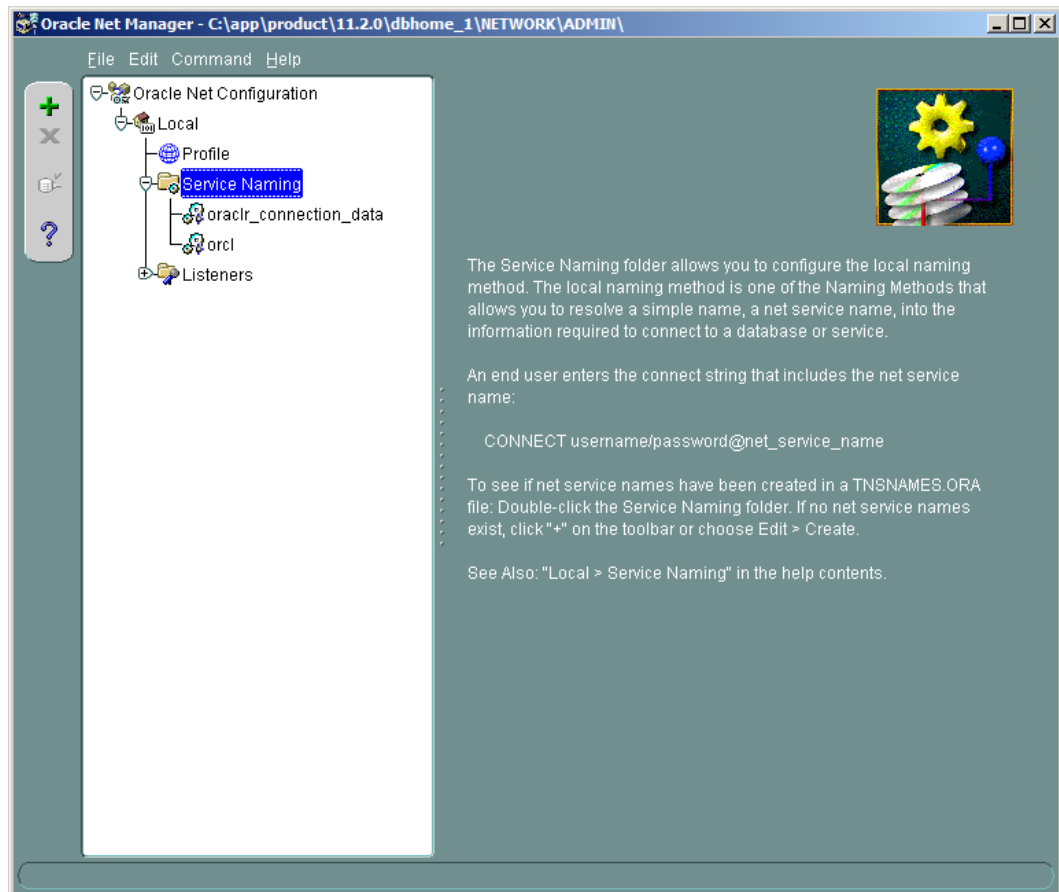 Oracle Net Manager - C:\app\product\11.2.0\dbhome_1\NETWORK\ADMIN\
File Edit Command Help
Oracle Net Configuration
Local
Profile
Service Naming
oraclr_connection_data
orcl
Listeners
The Service Naming folder allows you to configure the local naming
method. The local naming method is one of the Naming Methods that
allows you to resolve a simple name, a net service name, into the
information required to connect to a database or service.
An end user enters the connect string that includes the net service
name:
CONNECT username/password@net_service_name
To see if net service names have been created in a TNSNAMES.ORA
file: Double-click the Service Naming folder. If no net service names
exist, click "+" on the toolbar or choose Edit > Create.
See Also: "Local > Service Naming" in the help contents.